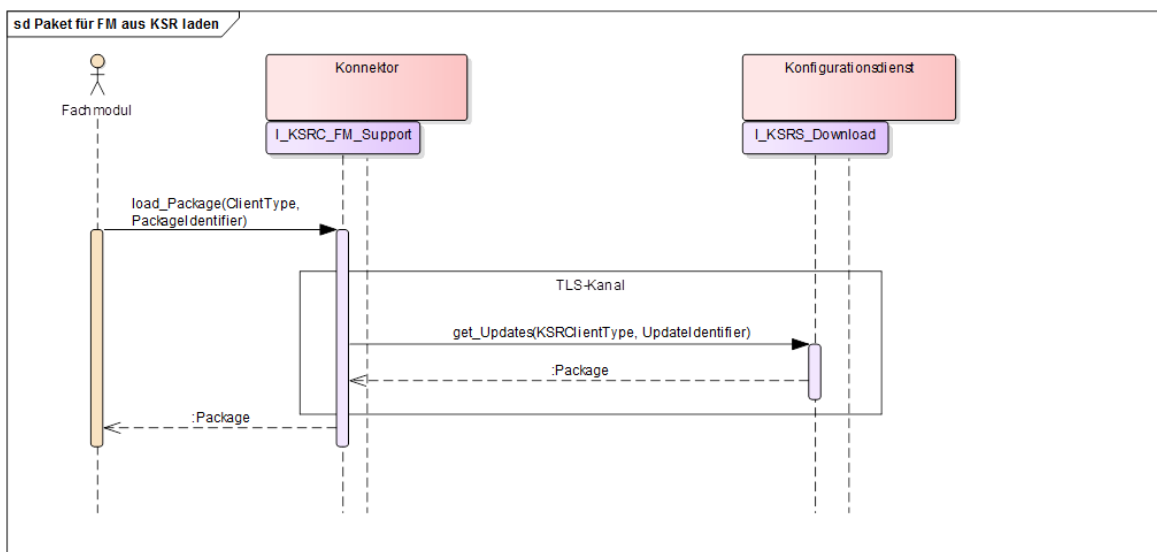 sd Paket für FM aus KSR laden
Konnektor
Konfigurationsdienst
Fachmodul
I_KSRC_FM_Support
I_KSRS_Download
load_Package(ClientType,
PackageIdentifier)
TLS-Kanal
get_Updates(KSRClientType, UpdateIdentifier)
:Package
:Package